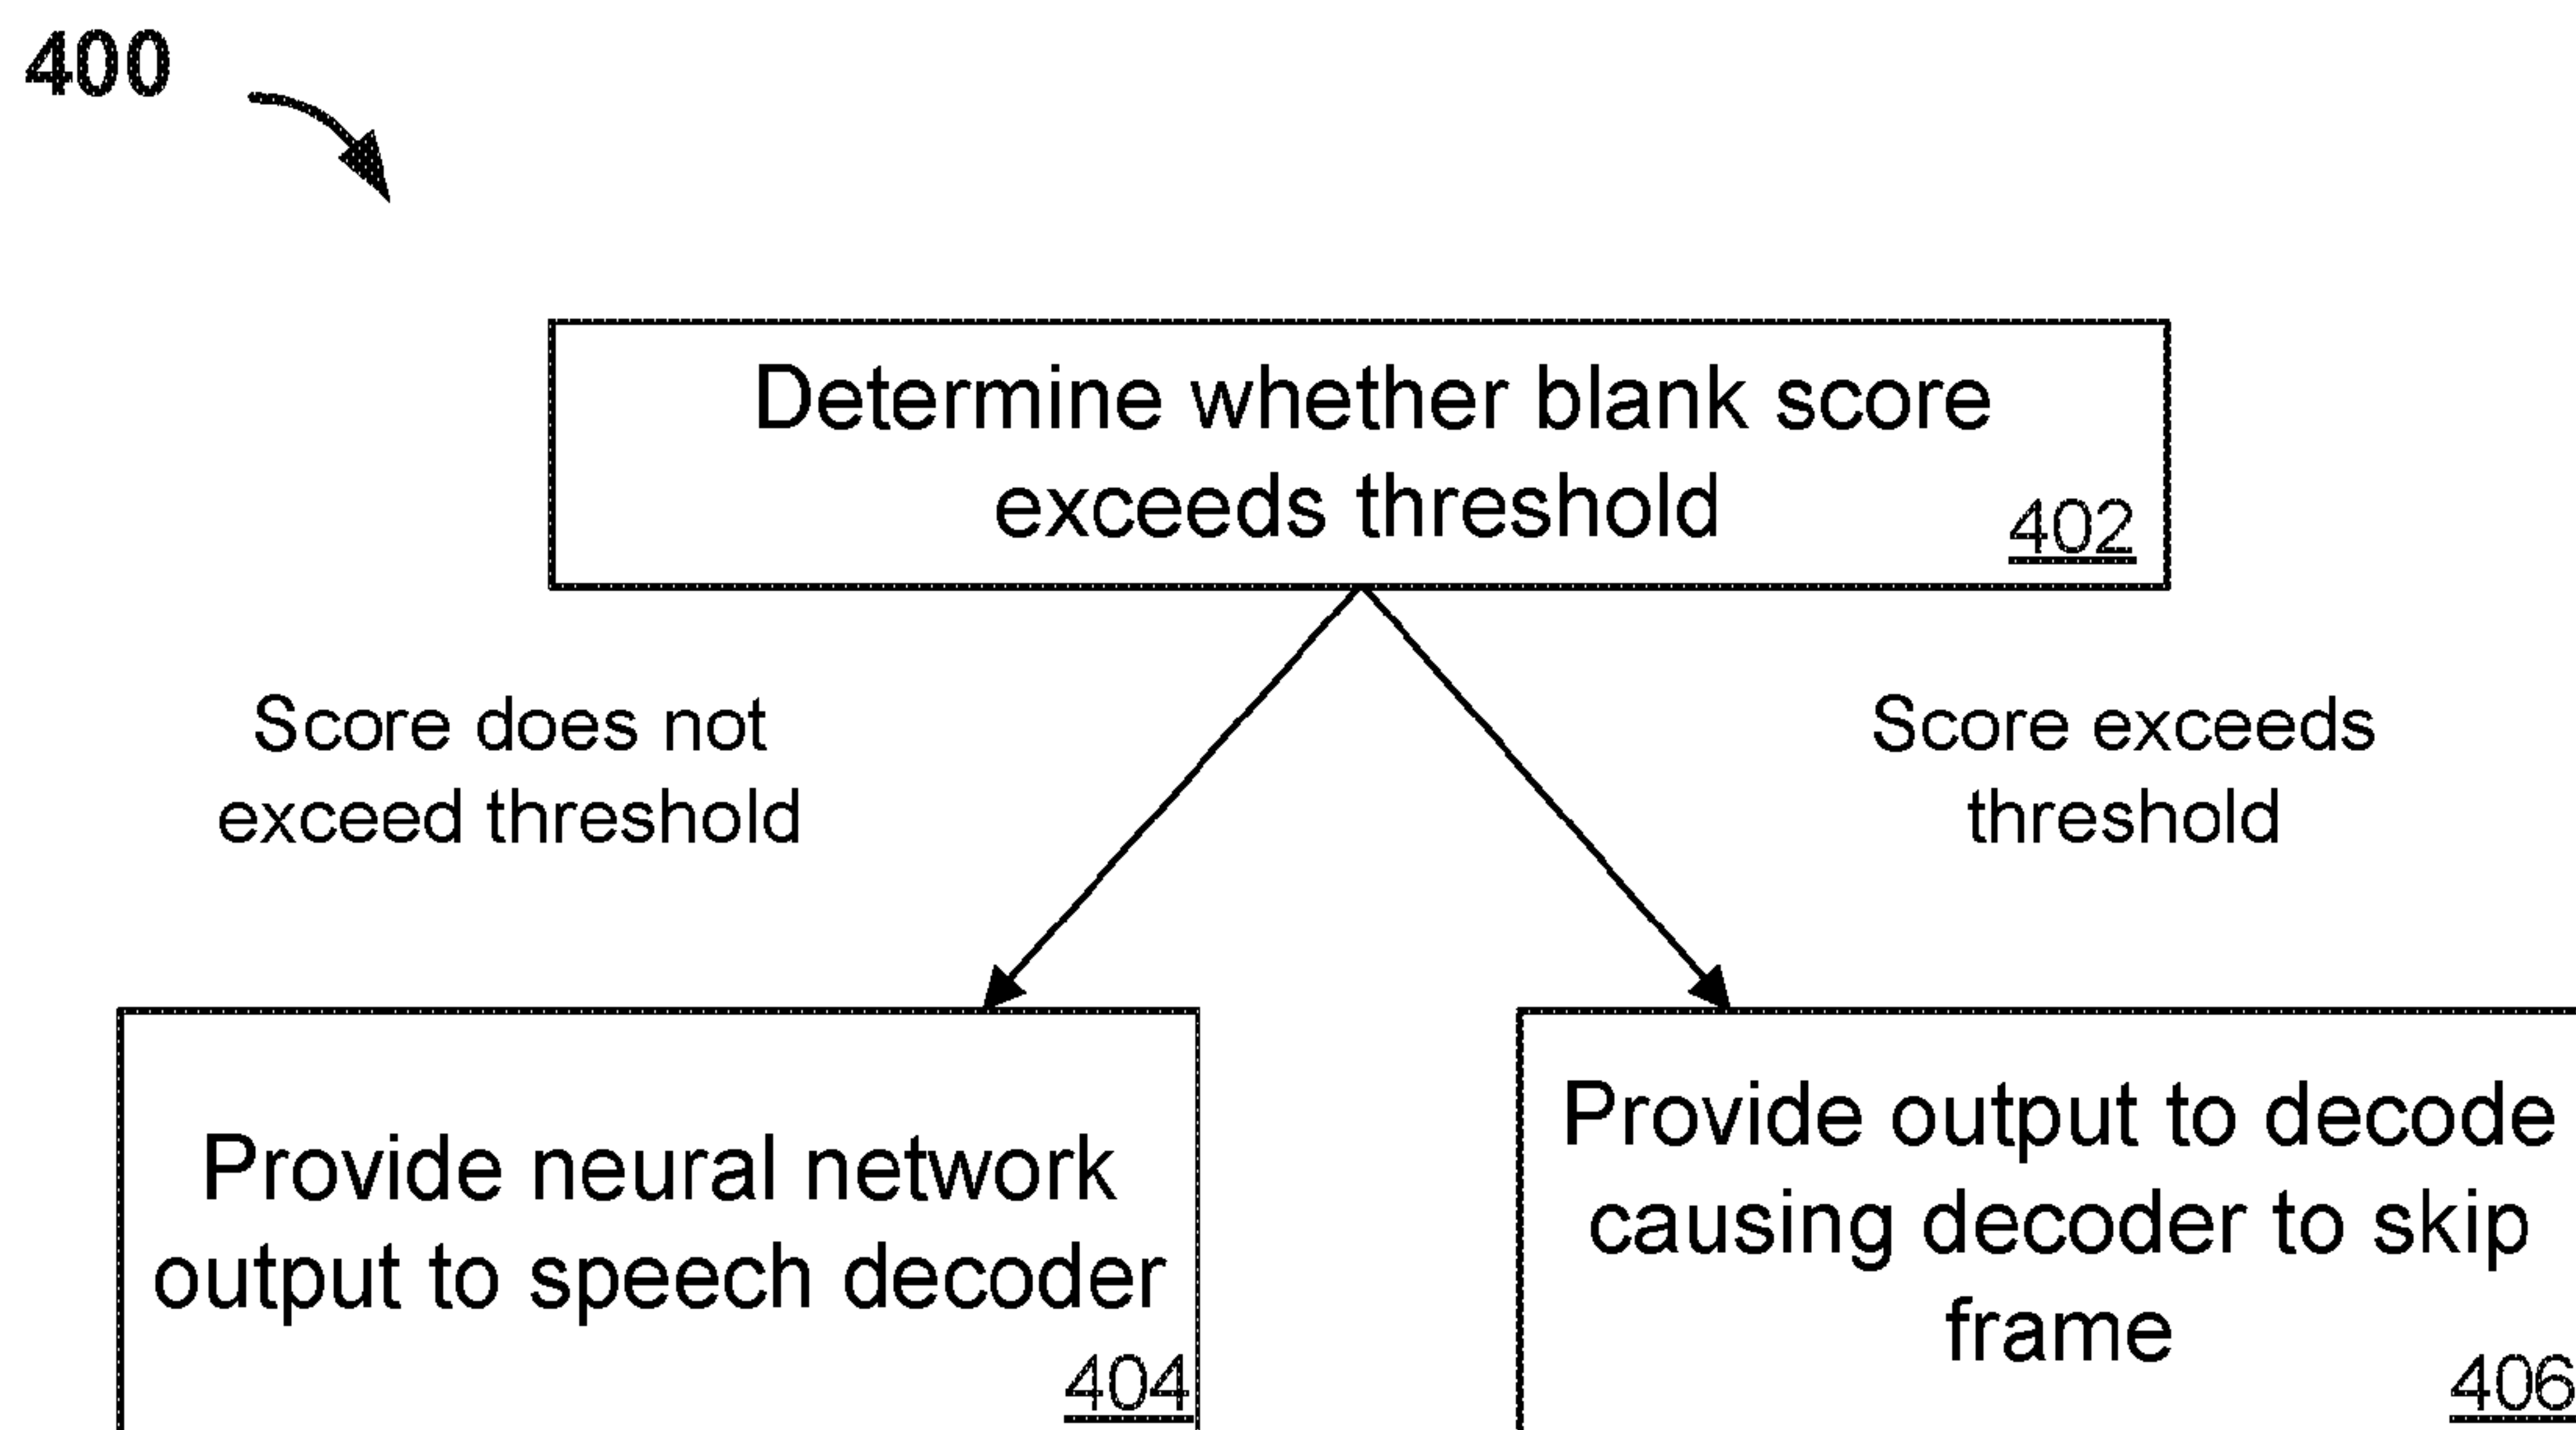 400
Determine whether blank score
exceeds threshold
402
Score does not
exceed threshold
Score exceeds
threshold
Provide neural network
output to speech decoder
404
Provide output to decode
causing decoder to skip
frame
406